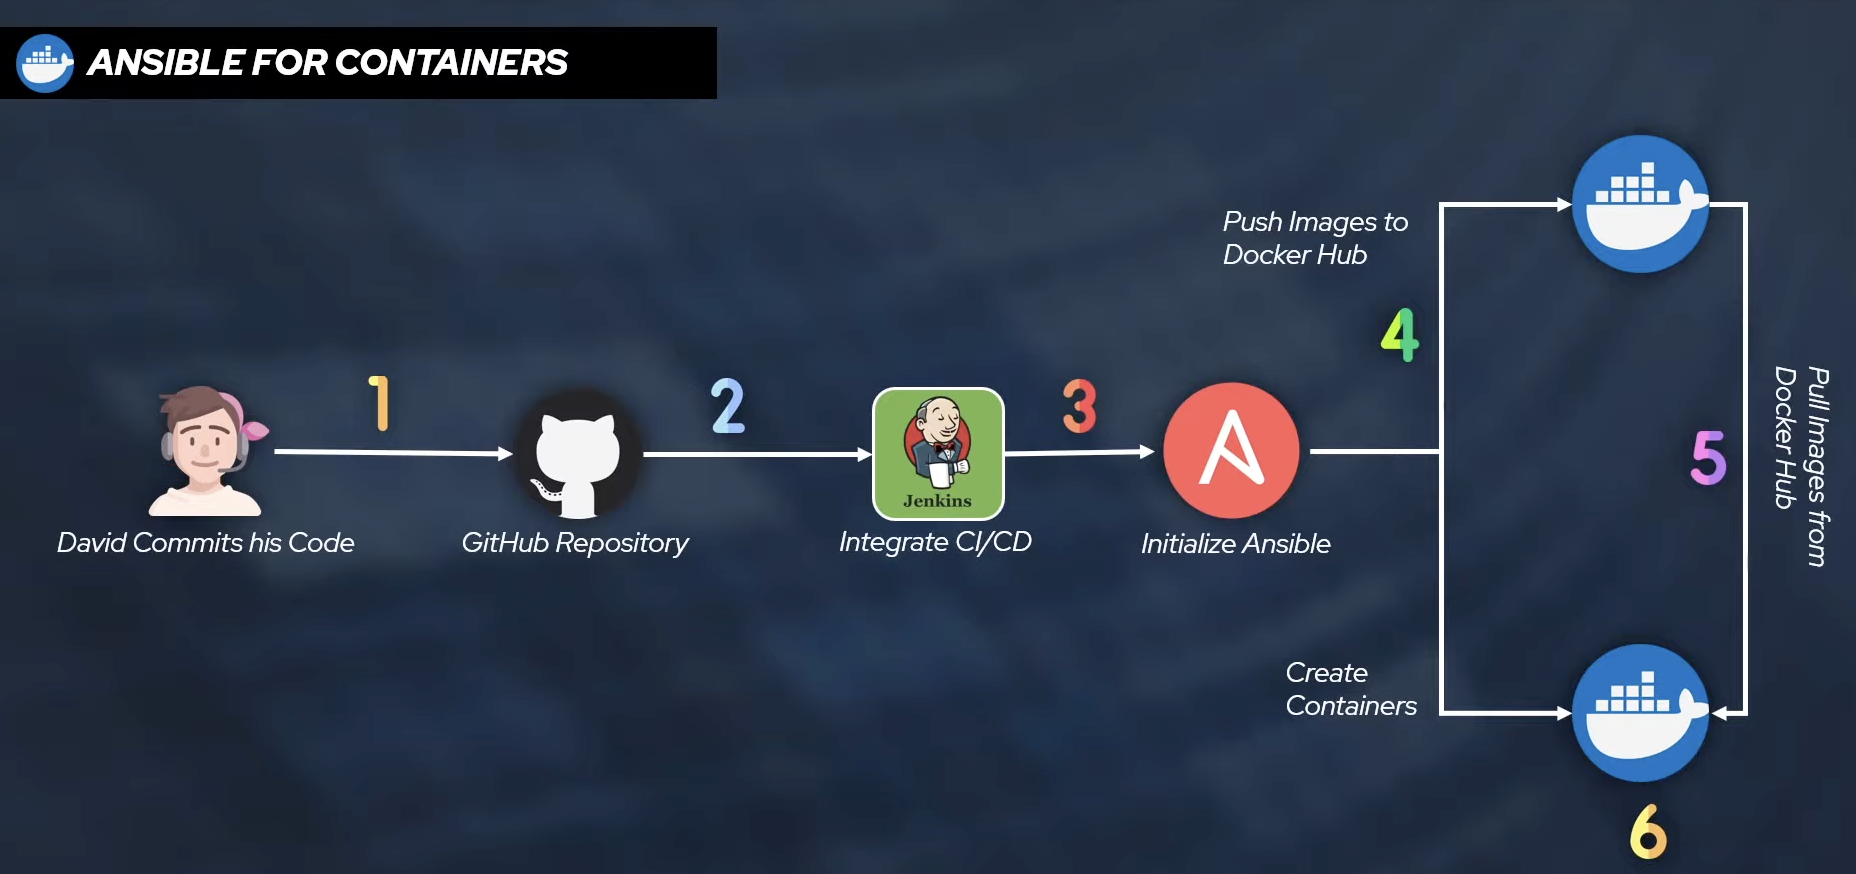 ANSIBLE FOR CONTAINERS
Push Images to
Docker Hub
4
1
2
3
David Commits his Code
GitHub Repository
Jenkins
Integrate CI/CD
Initialize Ansible
5
Pull Images from
Docker Hub
Create
Containers
6